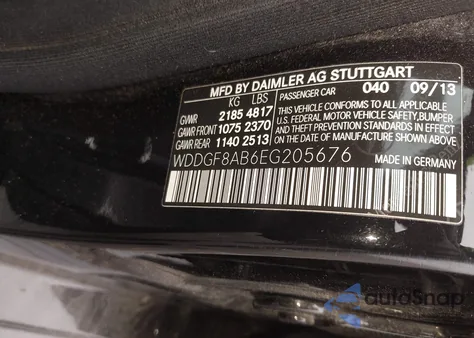 MFD BY DAIMLER AG STUTTGART
KG LBS PASSENGER CAR 040 09/13
GVWR 2185 4817
GAWR FRONT 1075 2370
GAWR REAR 1140 2513
THIS VEHICLE CONFORMS TO ALL APPLICABLE
U.S. FEDERAL MOTOR VEHICLE SAFETY, BUMPER
AND THEFT PREVENTION STANDARDS IN EFFECT
ON THE DATE OF MANUFACTURE SHOWN ABOVE
WDDGF8AB6EG205676 MADE IN GERMANY
autoSnap